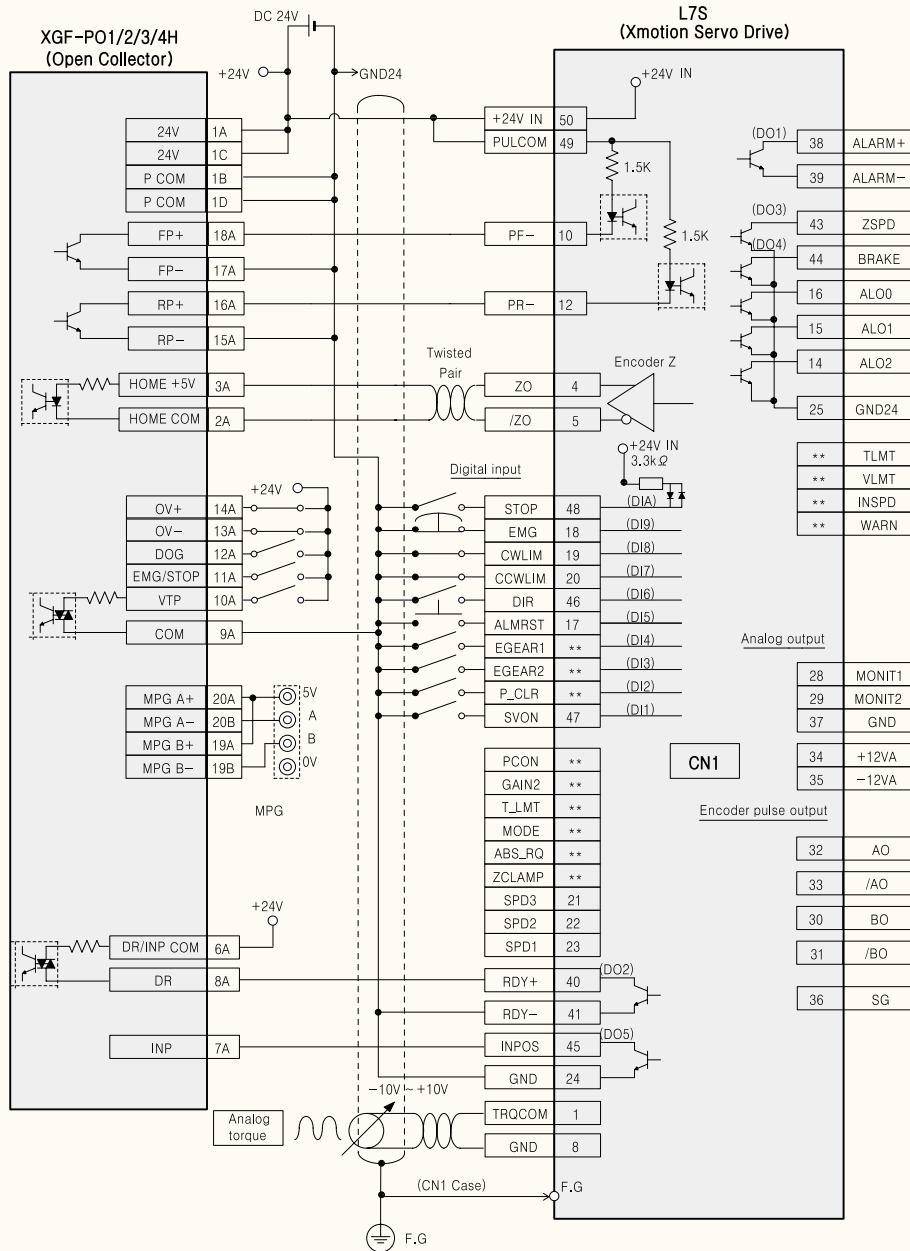 DC 24V
XGF-PO1/2/3/4H
(Open Collector)
L7S
(Xmotion Servo Drive)
+24V
GND24
+24V IN
24V 1A
24V 1C
P COM 1B
P COM 1D
FP+ 18A
FP- 17A
RP+ 16A
RP- 15A
HOME +5V 3A
HOME COM 2A
+24V
OV+ 14A
OV- 13A
DOG 12A
EMG/STOP 11A
VTP 10A
COM 9A
MPG A+ 20A
MPG A- 20B
MPG B+ 19A
MPG B- 19B
5V
A
B
0V
MPG
+24V
DR/INP COM 6A
DR 8A
INP 7A
Analog
torque
-10V ~ +10V
Twisted
Pair
Digital input
+24V IN 50
PULCOM 49
1.5K
PF- 10
1.5K
PR- 12
Encoder Z
ZO 4
/ZO 5
+24V IN
3.3kΩ
STOP 48 (DIA)
EMG 18 (DI9)
CWLIM 19 (DI8)
CCWLIM 20 (DI7)
DIR 46 (DI6)
ALMRST 17 (DI5)
EGEAR1 ** (DI4)
EGEAR2 ** (DI3)
P_CLR ** (DI2)
SVON 47 (DI1)
PCON **
GAIN2 **
T_LMT **
MODE **
ABS_RQ **
ZCLAMP **
SPD3 21
SPD2 22
SPD1 23
RDY+ 40 (DO2)
RDY- 41
INPOS 45 (DO5)
GND 24
TRQCOM 1
GND 8
(CN1 Case)
F.G
F.G
CN1
(DO1) 38 ALARM+
39 ALARM-
(DO3) 43 ZSPD
(DO4) 44 BRAKE
16 ALO0
15 ALO1
14 ALO2
25 GND24
** TLMT
** VLMT
** INSPD
** WARN
Analog output
28 MONIT1
29 MONIT2
37 GND
34 +12VA
35 -12VA
Encoder pulse output
32 AO
33 /AO
30 BO
31 /BO
36 SG